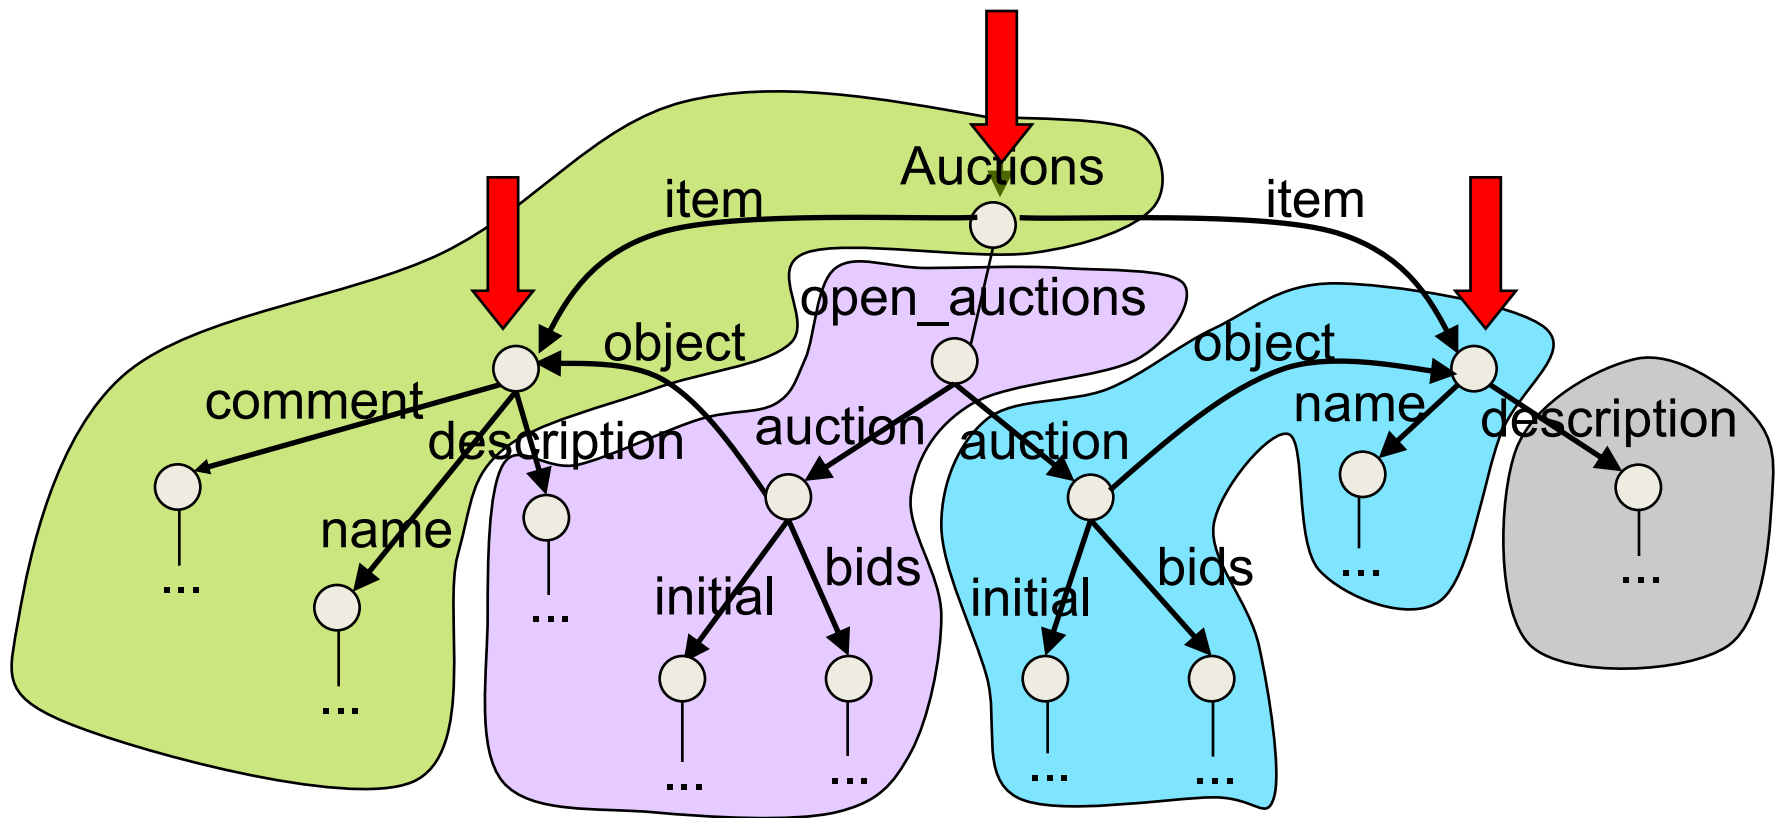 Auctions
item
item
open_auctions
object
object
comment
name
description
description
auction
auction
name
bids
bids
initial
initial
...
...
...
...
...
...
...
...
...